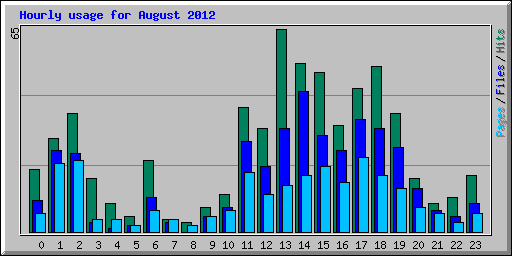 Hourly usage for August 2012
65
Pages/Files/Hits
0 1 2 3 4 5 6 7 8 9 10 11 12 13 14 15 16 17 18 19 20 21 22 23